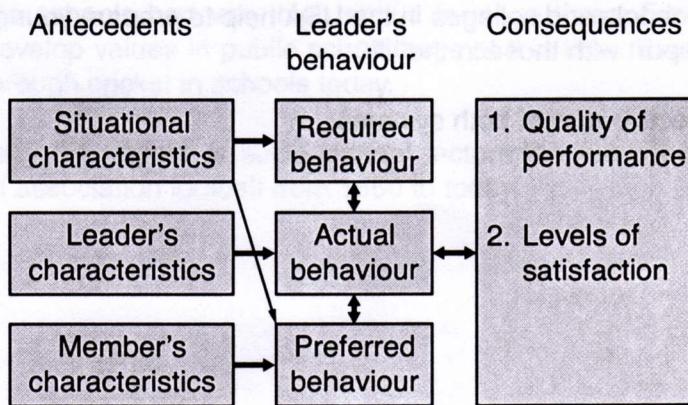 Antecedents
Leader's
behaviour
Consequences
Situational
characteristics
Required
behaviour
1. Quality of
performance
Leader's
characteristics
Actual
behaviour
2. Levels of
satisfaction
Member's
characteristics
Preferred
behaviour